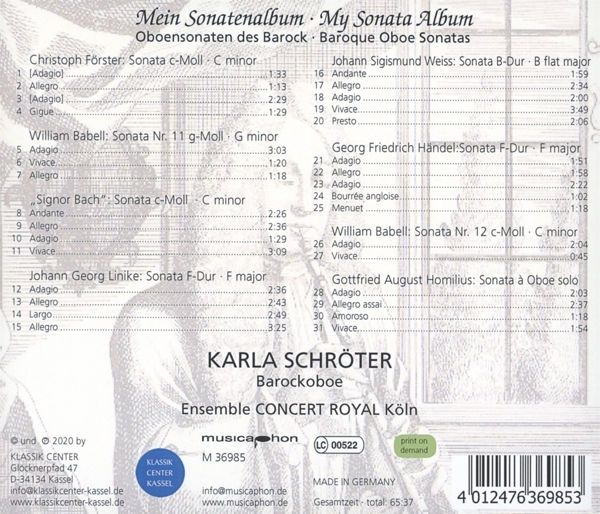 Mein Sonatenalbum · My Sonata Album
Oboensonaten des Barock · Baroque Oboe Sonatas
Christoph Förster: Sonata c-Moll · C minor
1 [Adagio] 1:33
2 Allegro 1:13
3 [Adagio] 2:29
4 Gigue 1:29
William Babell: Sonata Nr. 11 g-Moll · G minor
5 Adagio 3:03
6 Vivace 1:20
7 Allegro 1:18
„Signor Bach“: Sonata c-Moll · C minor
8 Andante 2:26
9 Allegro 2:36
10 Adagio 1:29
11 Vivace 3:09
Johann Georg Linike: Sonata F-Dur · F major
12 Adagio 2:36
13 Allegro 2:43
14 Largo 2:49
15 Allegro 3:25
Johann Sigismund Weiss: Sonata B-Dur · B flat major
16 Andante 1:59
17 Allegro 2:34
18 Adagio 2:00
19 Vivace 3:49
20 Presto 2:06
Georg Friedrich Händel:Sonata F-Dur · F major
21 Adagio 1:51
22 Allegro 1:58
23 Adagio 2:22
24 Bourrée angloise 1:02
25 Menuet 1:18
William Babell: Sonata Nr. 12 c-Moll · C minor
26 Adagio 2:04
27 Vivace 0:45
Gottfried August Homilius: Sonata à Oboe solo
28 Adagio 2:03
29 Allegro assai 2:37
30 Amoroso 1:18
31 Vivace 1:54
KARLA SCHRÖTER
Barockoboe
Ensemble CONCERT ROYAL Köln
© und ℗ 2020 by
KLASSIK CENTER
Glöcknerpfad 47
D-34134 Kassel
info@klassikcenter-kassel.de
www.klassikcenter-kassel.de
KLASSIK
CENTER
KASSEL
musicaphon
M 36985
info@musicaphon.de
www.musicaphon.de
LC 00522
print on
demand
MADE IN GERMANY
Gesamtzeit - total: 65:37
4 012476 369853